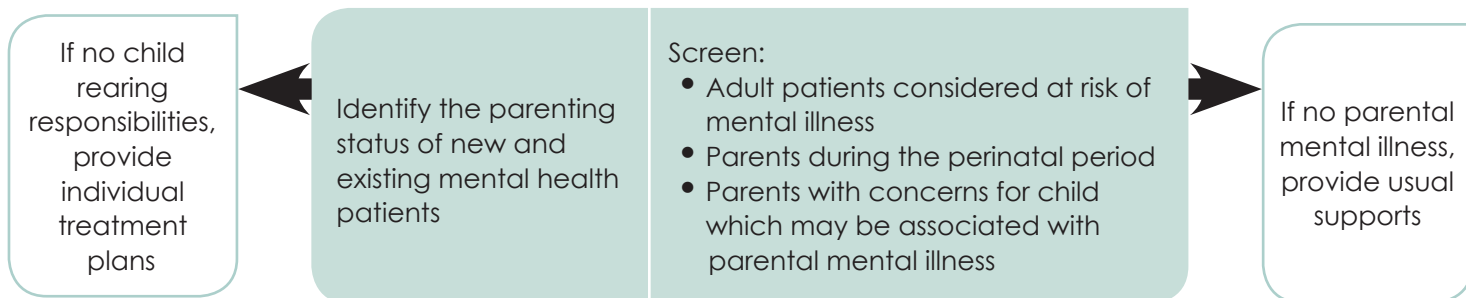 If no child
rearing
responsibilities,
provide
individual
treatment
plans
Identify the parenting
status of new and
existing mental health
patients
Screen:
• Adult patients considered at risk of
mental illness
• Parents during the perinatal period
• Parents with concerns for child
which may be associated with
parental mental illness
If no parental
mental illness,
provide usual
supports